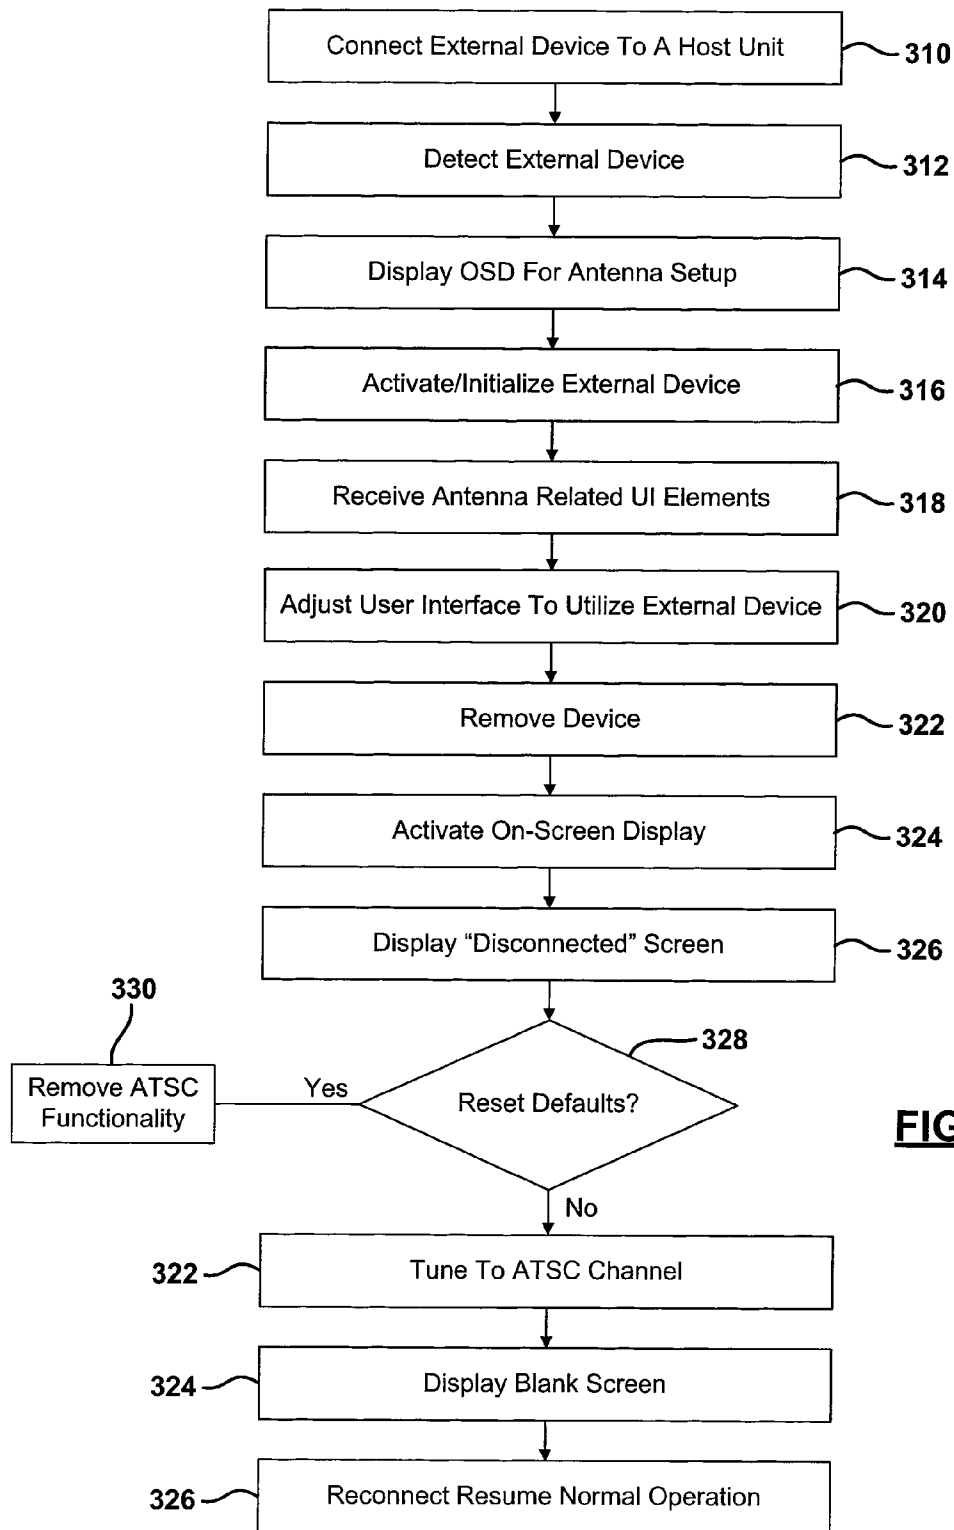 Connect External Device To A Host Unit
310
Detect External Device
312
Display OSD For Antenna Setup
314
Activate/Initialize External Device
316
Receive Antenna Related UI Elements
318
Adjust User Interface To Utilize External Device
320
Remove Device
322
Activate On-Screen Display
324
Display “Disconnected” Screen
326
330
328
Remove ATSC
Functionality
Yes
Reset Defaults?
FIG
No
322
Tune To ATSC Channel
324
Display Blank Screen
326
Reconnect Resume Normal Operation